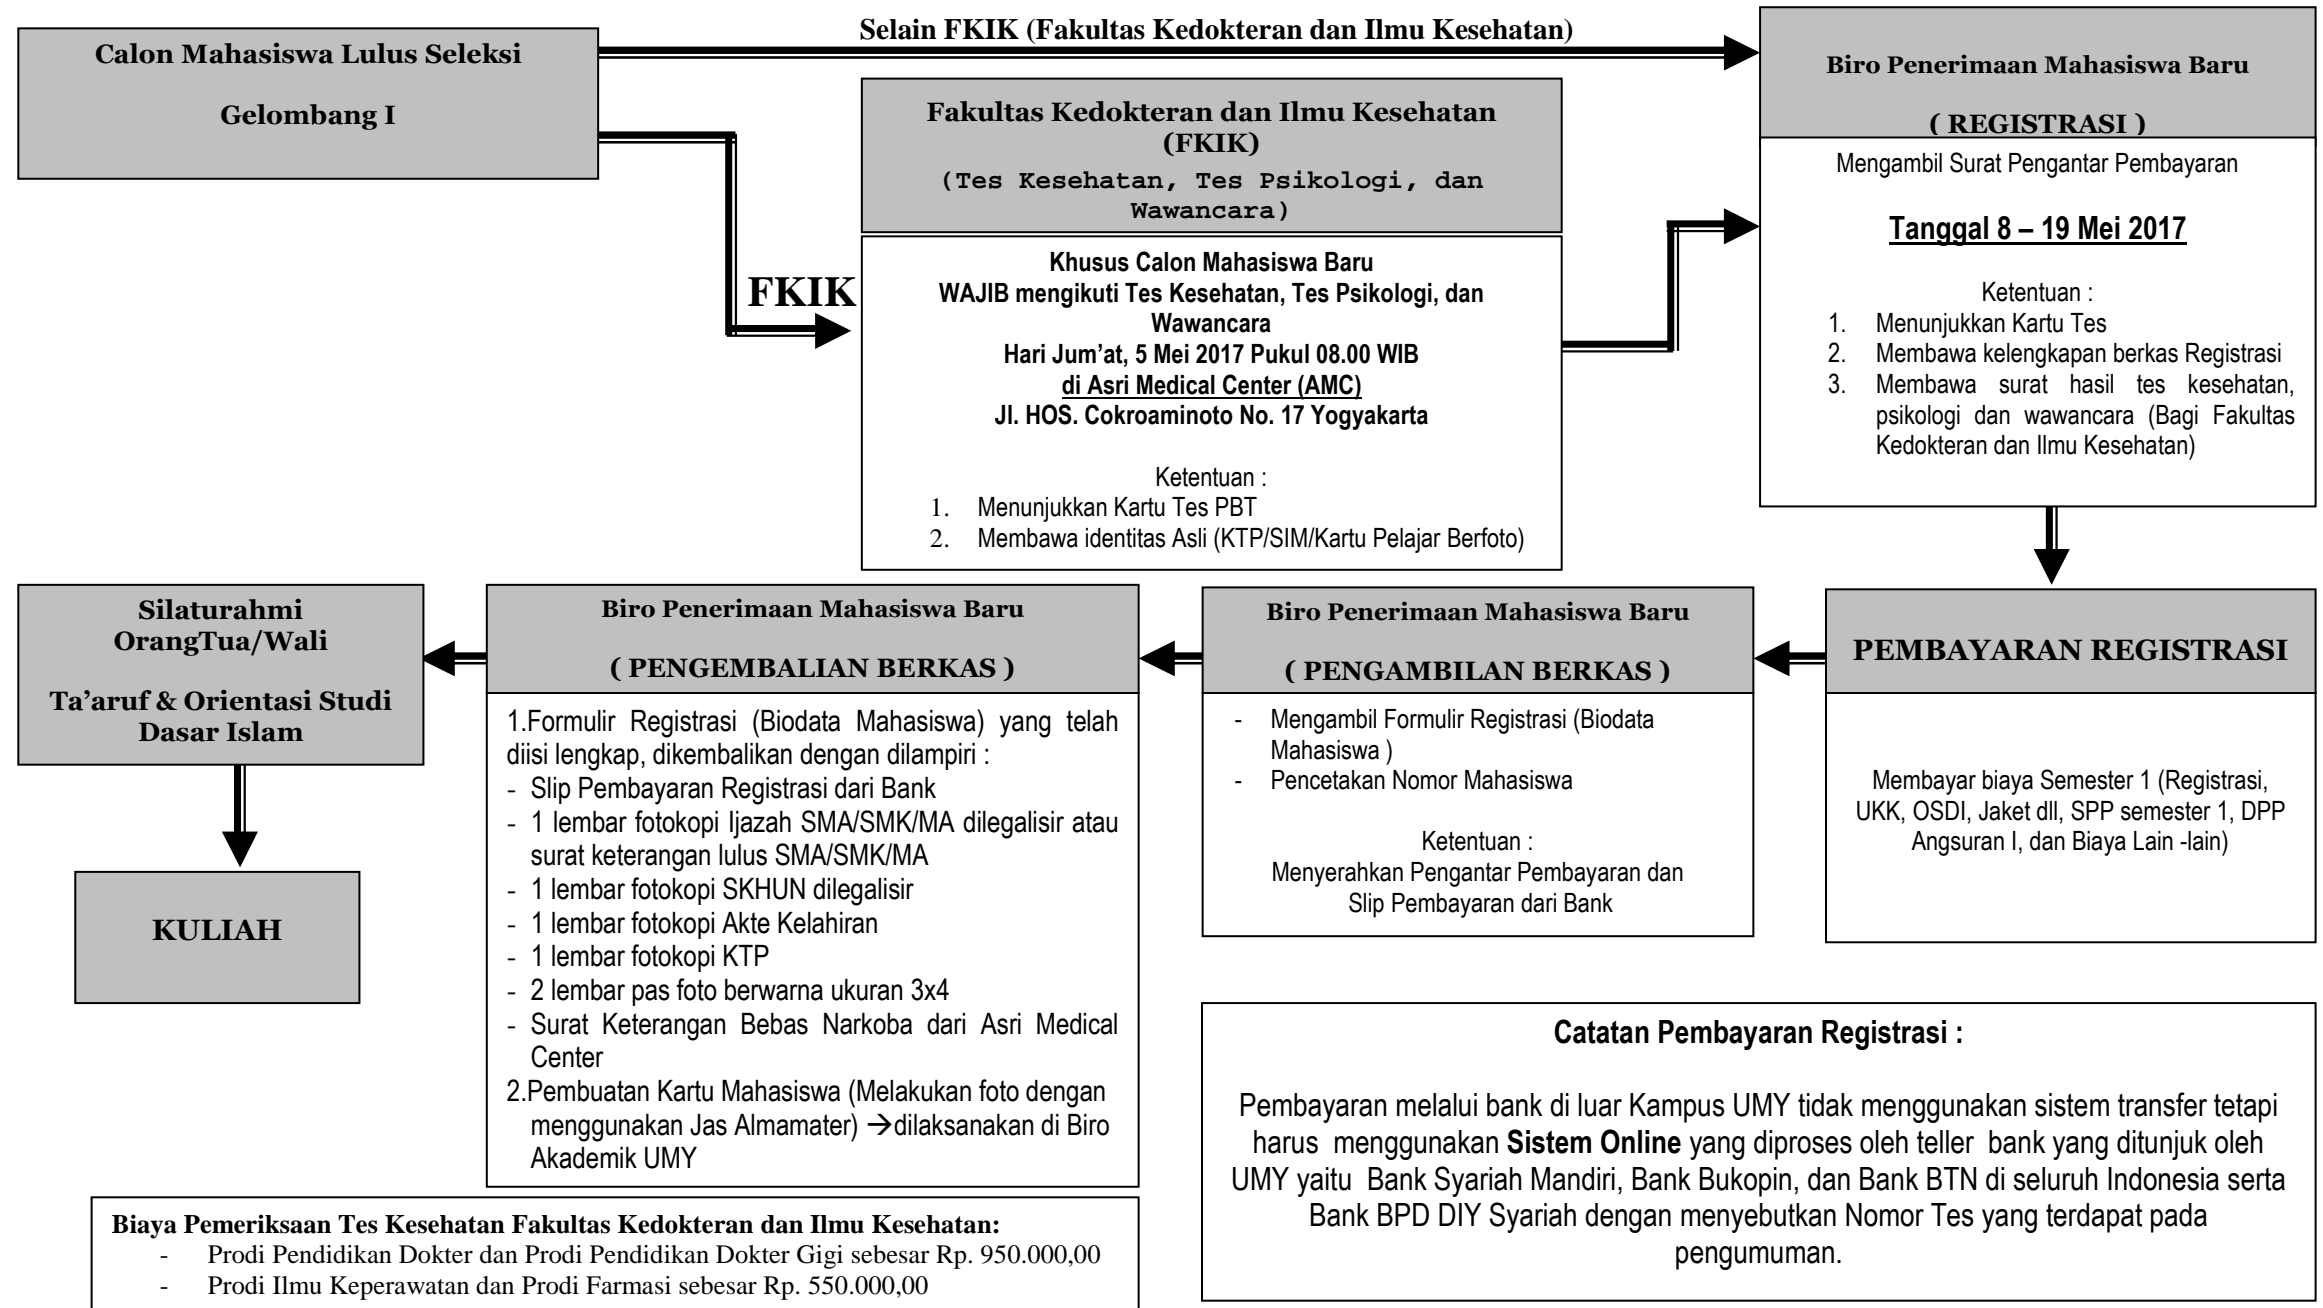 Calon Mahasiswa Lulus Seleksi
Gelombang I
Selain FKIK (Fakultas Kedokteran dan Ilmu Kesehatan)
FKIK
Fakultas Kedokteran dan Ilmu Kesehatan
(FKIK)
(Tes Kesehatan, Tes Psikologi, dan
Wawancara)
Khusus Calon Mahasiswa Baru
WAJIB mengikuti Tes Kesehatan, Tes Psikologi, dan
Wawancara
Hari Jum’at, 5 Mei 2017 Pukul 08.00 WIB
di Asri Medical Center (AMC)
Jl. HOS. Cokroaminoto No. 17 Yogyakarta
Ketentuan :
1. Menunjukkan Kartu Tes PBT
2. Membawa identitas Asli (KTP/SIM/Kartu Pelajar Berfoto)
Biro Penerimaan Mahasiswa Baru
( REGISTRASI )
Mengambil Surat Pengantar Pembayaran
Tanggal 8 – 19 Mei 2017
Ketentuan :
1. Menunjukkan Kartu Tes
2. Membawa kelengkapan berkas Registrasi
3. Membawa surat hasil tes kesehatan,
psikologi dan wawancara (Bagi Fakultas
Kedokteran dan Ilmu Kesehatan)
PEMBAYARAN REGISTRASI
Membayar biaya Semester 1 (Registrasi,
UKK, OSDI, Jaket dll, SPP semester 1, DPP
Angsuran I, dan Biaya Lain -lain)
Biro Penerimaan Mahasiswa Baru
( PENGAMBILAN BERKAS )
- Mengambil Formulir Registrasi (Biodata
Mahasiswa )
- Pencetakan Nomor Mahasiswa
Ketentuan :
Menyerahkan Pengantar Pembayaran dan
Slip Pembayaran dari Bank
Biro Penerimaan Mahasiswa Baru
( PENGEMBALIAN BERKAS )
1.Formulir Registrasi (Biodata Mahasiswa) yang telah
diisi lengkap, dikembalikan dengan dilampiri :
- Slip Pembayaran Registrasi dari Bank
- 1 lembar fotokopi Ijazah SMA/SMK/MA dilegalisir atau
surat keterangan lulus SMA/SMK/MA
- 1 lembar fotokopi SKHUN dilegalisir
- 1 lembar fotokopi Akte Kelahiran
- 1 lembar fotokopi KTP
- 2 lembar pas foto berwarna ukuran 3x4
- Surat Keterangan Bebas Narkoba dari Asri Medical
Center
2.Pembuatan Kartu Mahasiswa (Melakukan foto dengan
menggunakan Jas Almamater) →dilaksanakan di Biro
Akademik UMY
Silaturahmi
OrangTua/Wali
Ta’aruf & Orientasi Studi
Dasar Islam
KULIAH
Catatan Pembayaran Registrasi :
Pembayaran melalui bank di luar Kampus UMY tidak menggunakan sistem transfer tetapi
harus menggunakan Sistem Online yang diproses oleh teller bank yang ditunjuk oleh
UMY yaitu Bank Syariah Mandiri, Bank Bukopin, dan Bank BTN di seluruh Indonesia serta
Bank BPD DIY Syariah dengan menyebutkan Nomor Tes yang terdapat pada
pengumuman.
Biaya Pemeriksaan Tes Kesehatan Fakultas Kedokteran dan Ilmu Kesehatan:
- Prodi Pendidikan Dokter dan Prodi Pendidikan Dokter Gigi sebesar Rp. 950.000,00
- Prodi Ilmu Keperawatan dan Prodi Farmasi sebesar Rp. 550.000,00